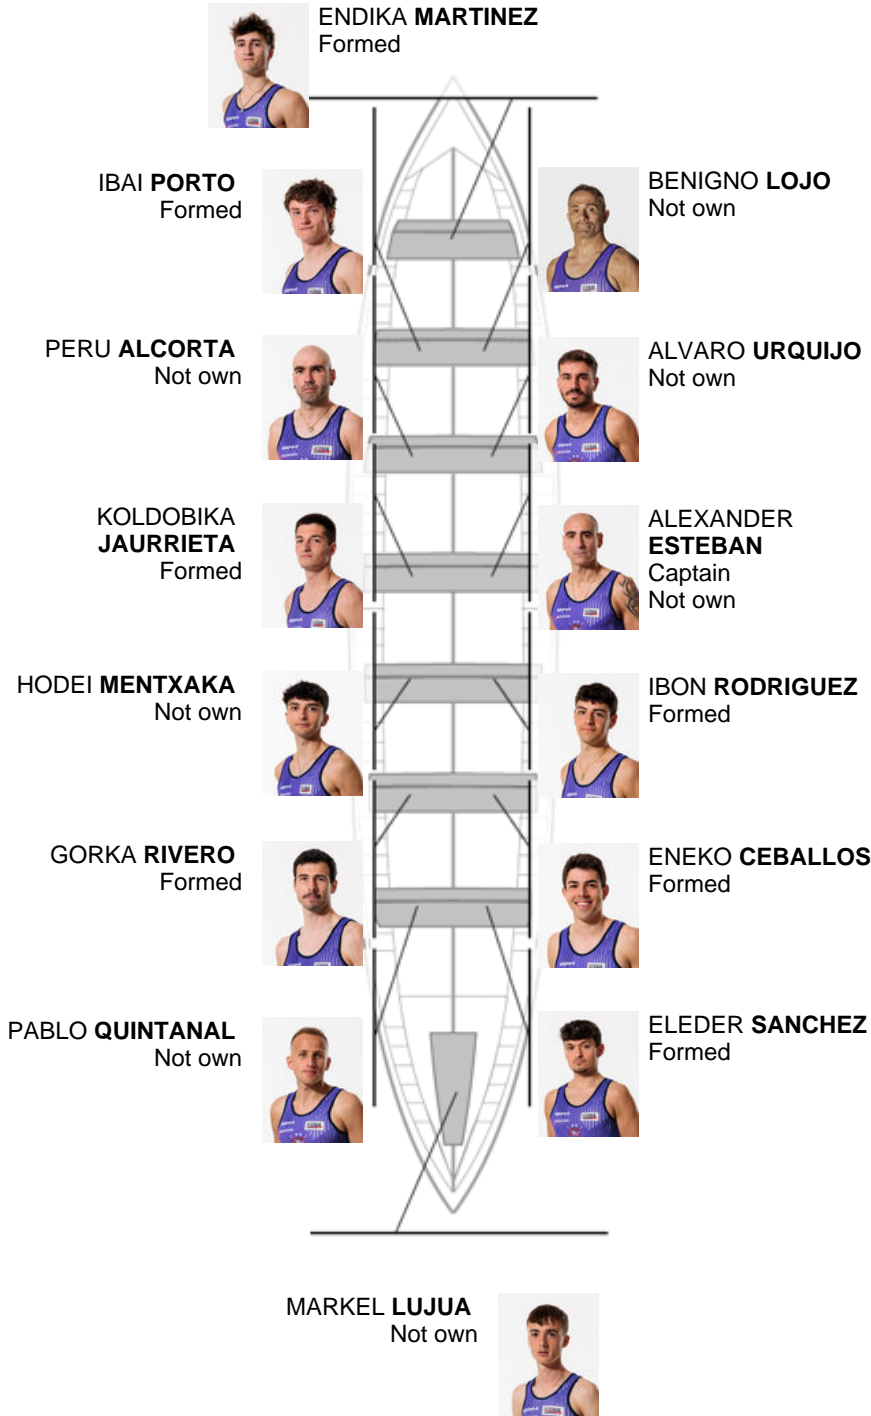 ENDIKA MARTINEZ
Formed
IBAI PORTO
Formed
BENIGNO LOJO
Not own
PERU ALCORTA
Not own
ALVARO URQUIJO
Not own
KOLDOBIKA
JAURRIETA
Formed
ALEXANDER
ESTEBAN
Captain
Not own
HODEI MENTXAKA
Not own
IBON RODRIGUEZ
Formed
GORKA RIVERO
Formed
ENEKO CEBALLOS
Formed
PABLO QUINTANAL
Not own
ELEDER SANCHEZ
Formed
MARKEL LUJUA
Not own